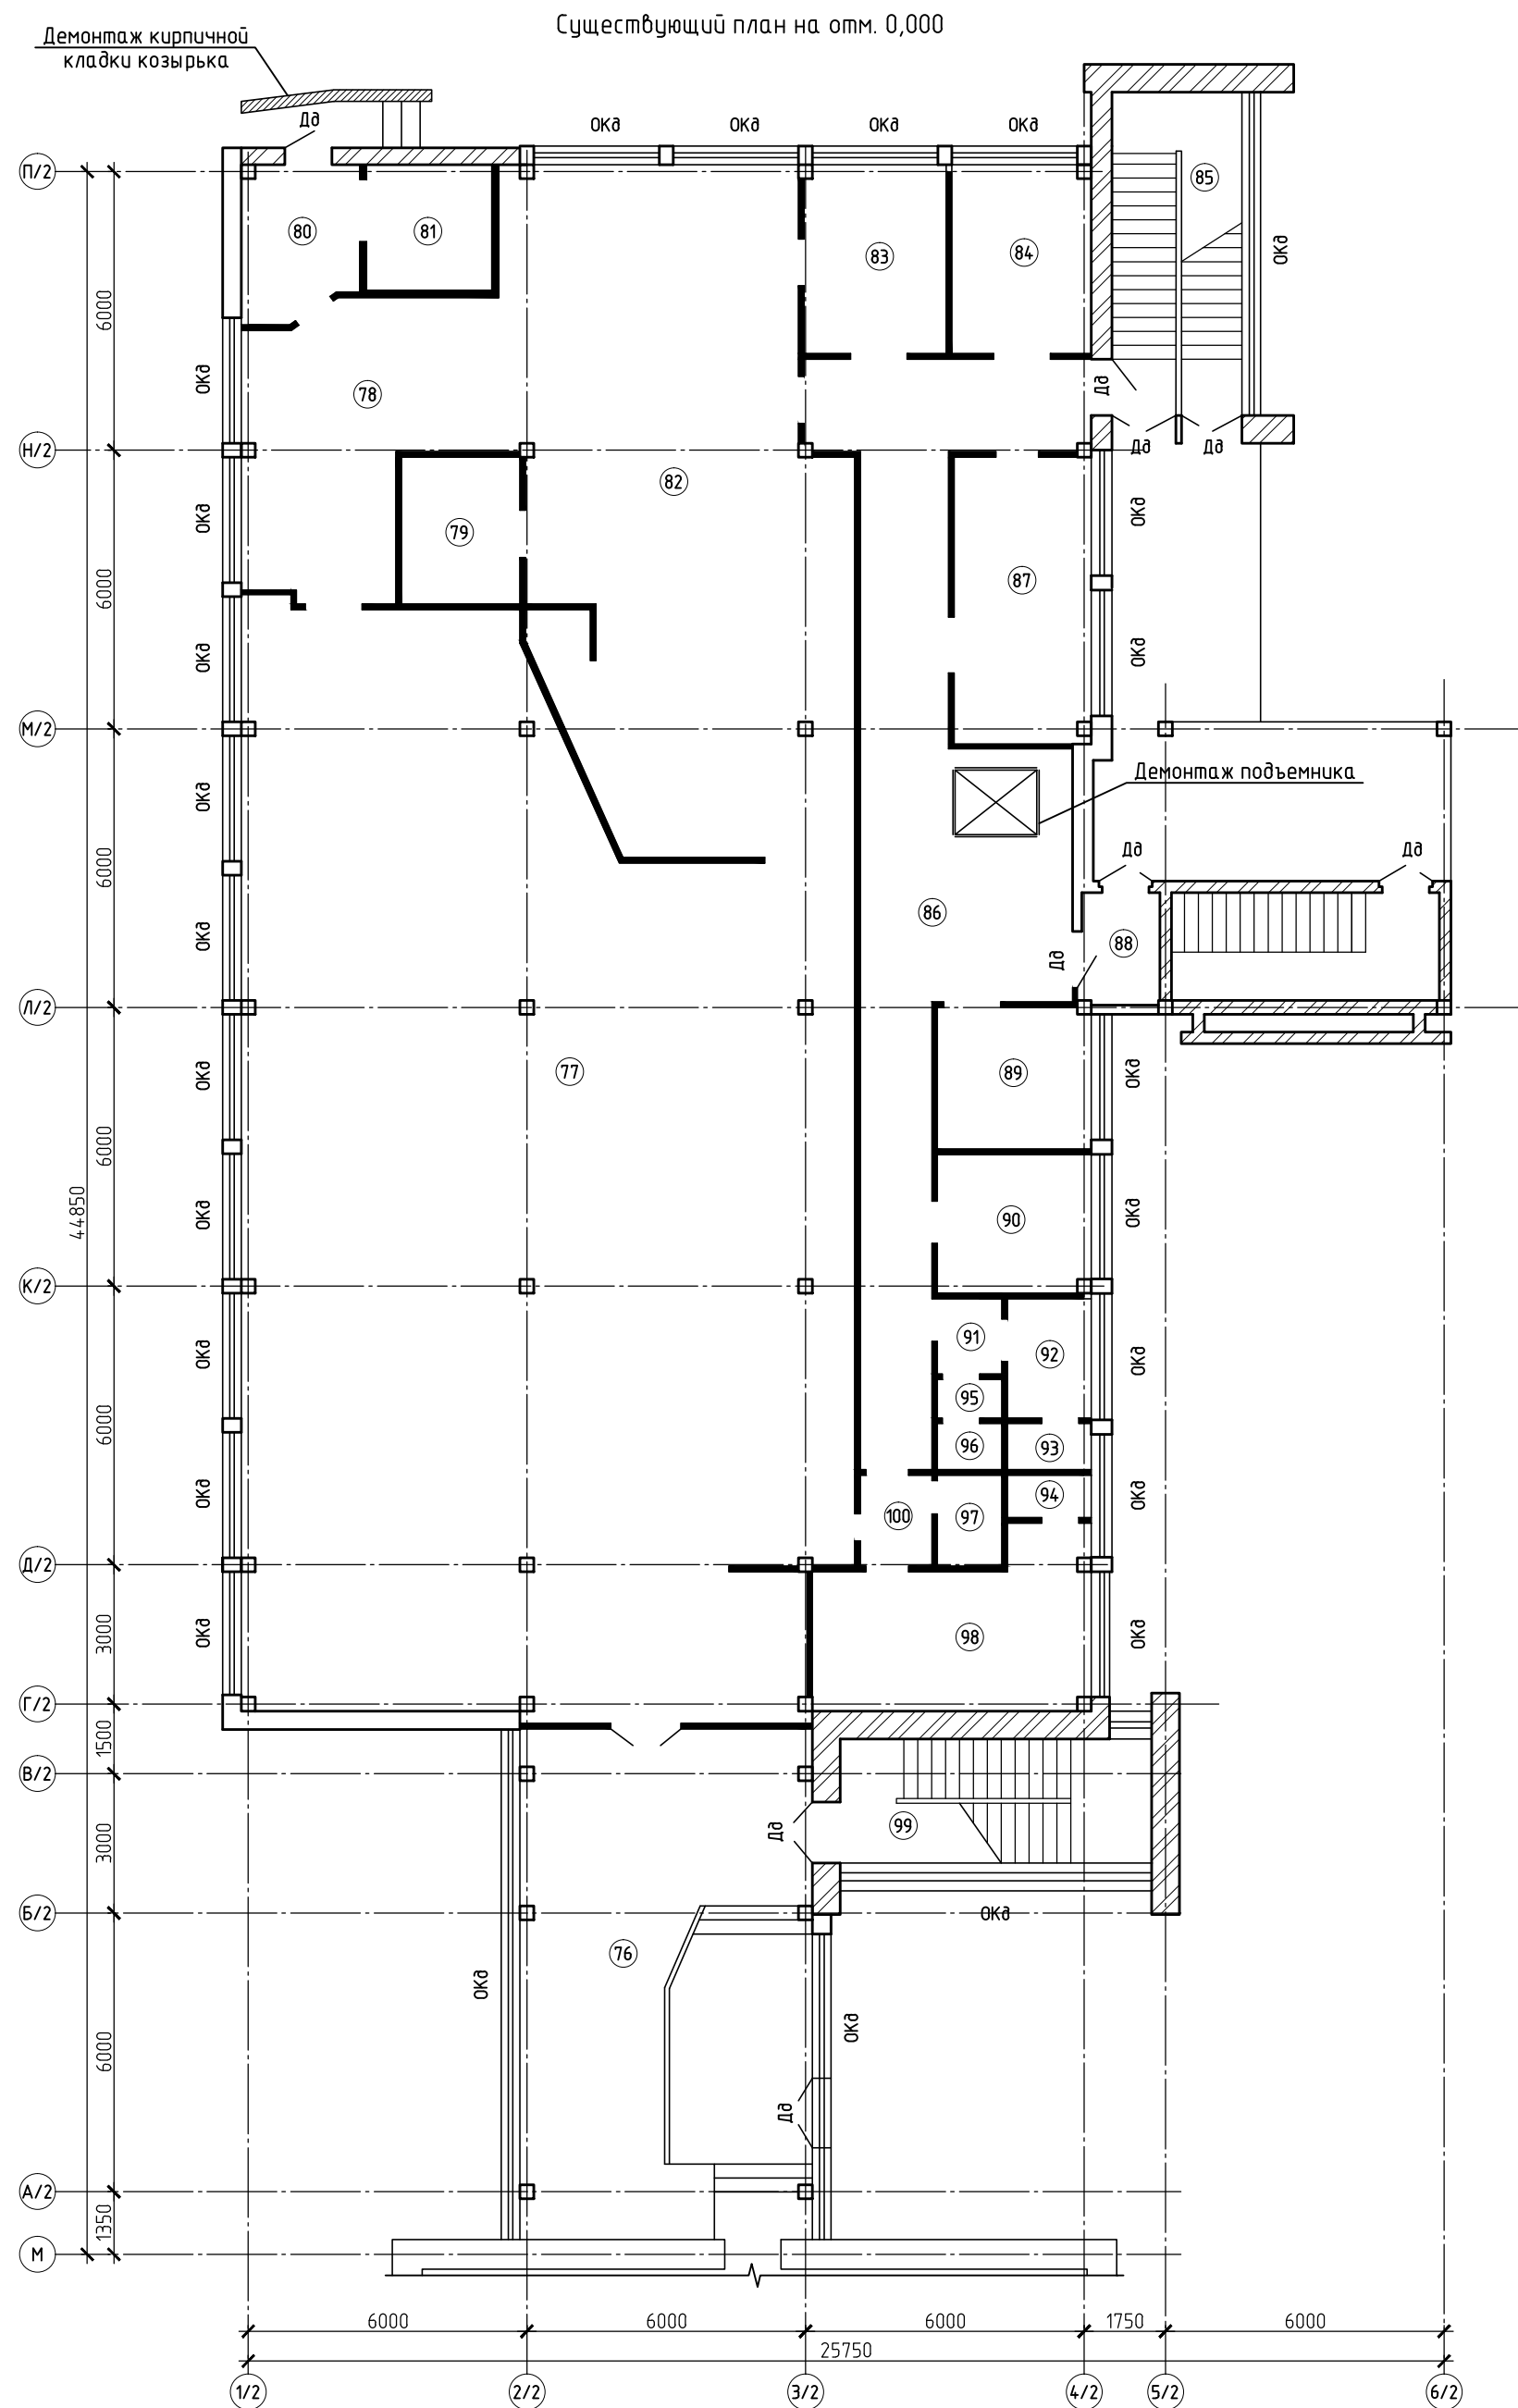 Существующий план на отм. 0,000
Демонтаж кирпичной
кладки козырька
Дд
ОКд
ОКд
ОКд
ОКд
П/2
85
80
81
83
84
ОКд
6000
ОКд
78
Дд
Дд
Дд
Н/2
82
ОКд
ОКд
79
87
6000
ОКд
ОКд
М/2
Демонтаж подъемника
ОКд
6000
Дд
Дд
86
88
ОКд
Дд
Л/2
77
89
ОКд
ОКд
6000
44850
90
ОКд
ОКд
К/2
91
92
ОКд
ОКд
95
6000
96
93
94
ОКд
ОКд
100
97
Д/2
98
3000
ОКд
ОКд
Г/2
1500
В/2
99
Дд
3000
Б/2
ОКд
76
ОКд
ОКд
6000
Дд
А/2
1350
М
6000
6000
6000
1750
6000
25750
1/2
2/2
3/2
4/2
5/2
6/2